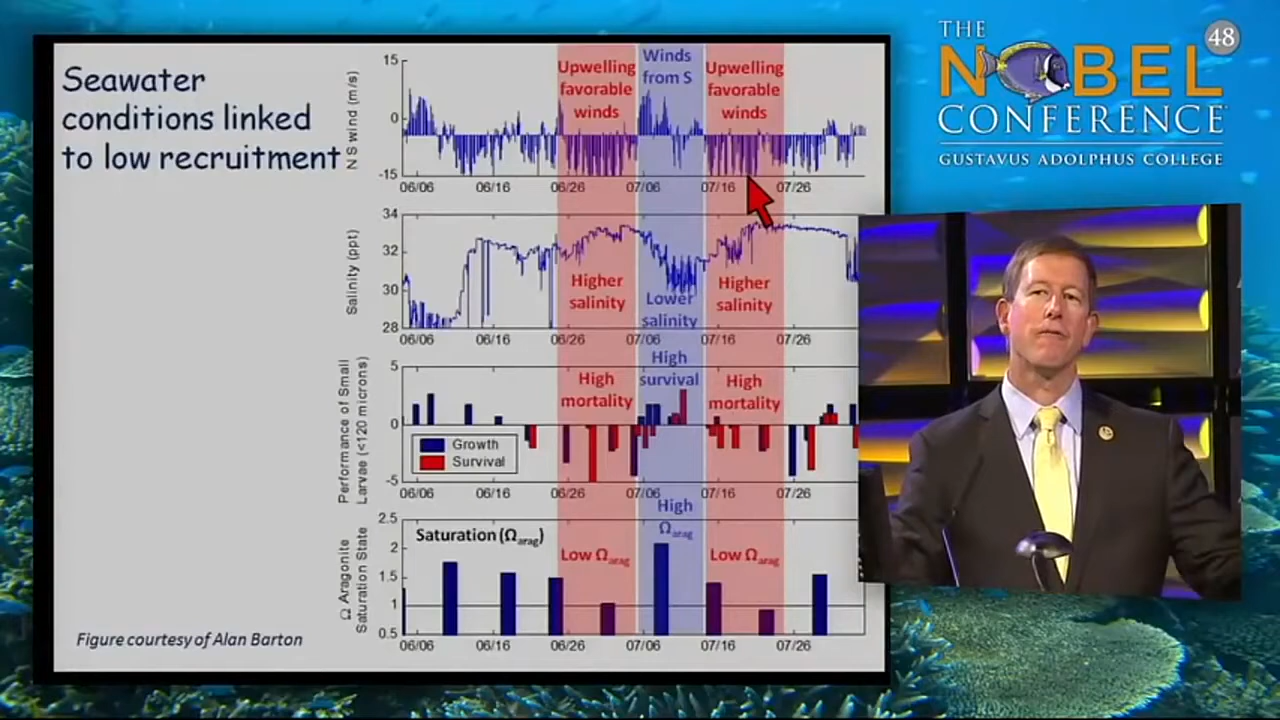 Seawater
conditions linked
to low recruitment
N S wind (m/s)
15
0
-15
Upwelling
favorable
winds
Winds
from S
Upwelling
favorable
winds
06/06 06/16 06/26 07/06 07/16 07/26
Salinity (ppt)
34
32
30
28
Higher
salinity
Lower
salinity
Higher
salinity
06/06 06/16 06/26 07/06 07/16 07/26
Performance of Small
Larvae (<120 microns)
5
0
-5
High
mortality
High
survival
High
mortality
Growth
Survival
06/06 06/16 06/26 07/06 07/16 07/26
Ω Aragonite
Saturation State
2.5
2
1.5
1
0.5
Saturation (Ωarag)
Low Ωarag
High
Ωarag
Low Ωarag
06/06 06/16 06/26 07/06 07/16 07/26
Figure courtesy of Alan Barton
THE
NOBEL
48
CONFERENCE
GUSTAVUS ADOLPHUS COLLEGE